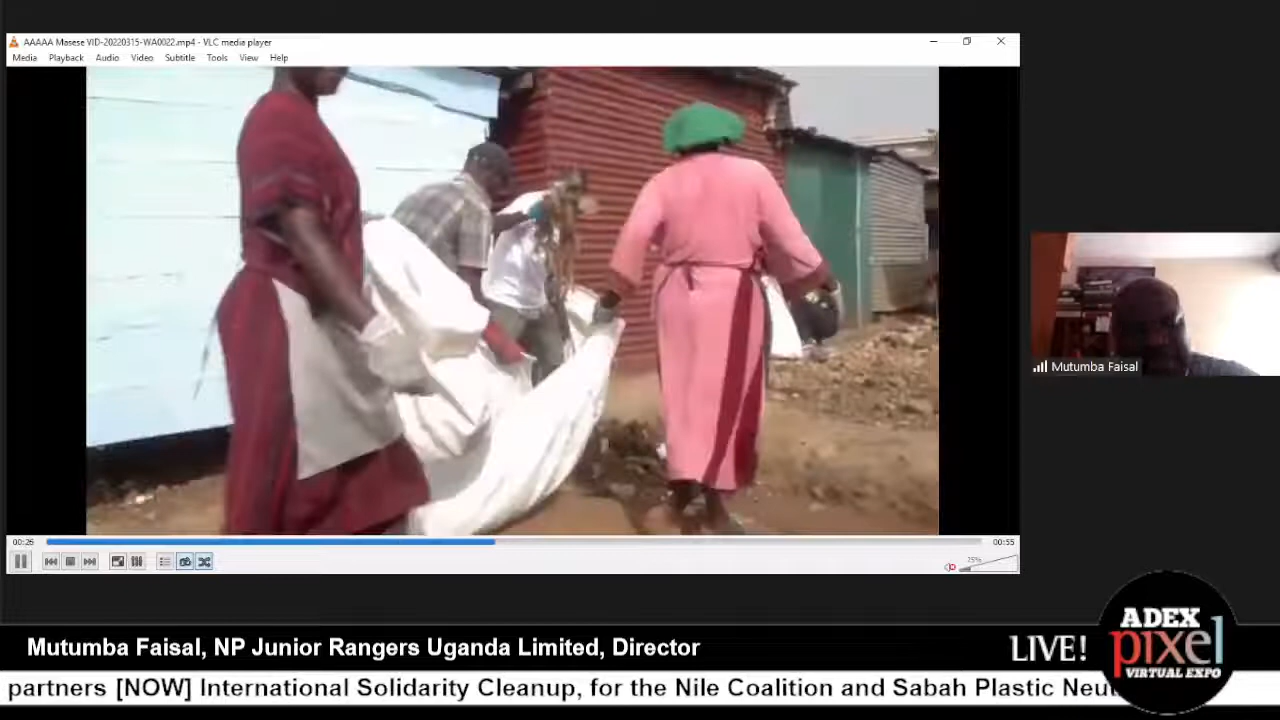 AAAAA Masese VID-20220315-WA0022.mp4 - VLC media player
Media Playback Audio Video Subtitle Tools View Help
Mutumba Faisal
00:26
00:55
25%
Mutumba Faisal, NP Junior Rangers Uganda Limited, Director
LIVE!
ADEX
pixel
VIRTUAL EXPO
partners [NOW] International Solidarity Cleanup, for the Nile Coalition and Sabah Plastic Neu